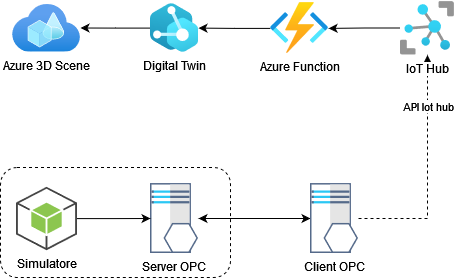 Azure 3D Scene
Digital Twin
Azure Function
IoT Hub
API Iot hub
Simulatore
Server OPC
Client OPC